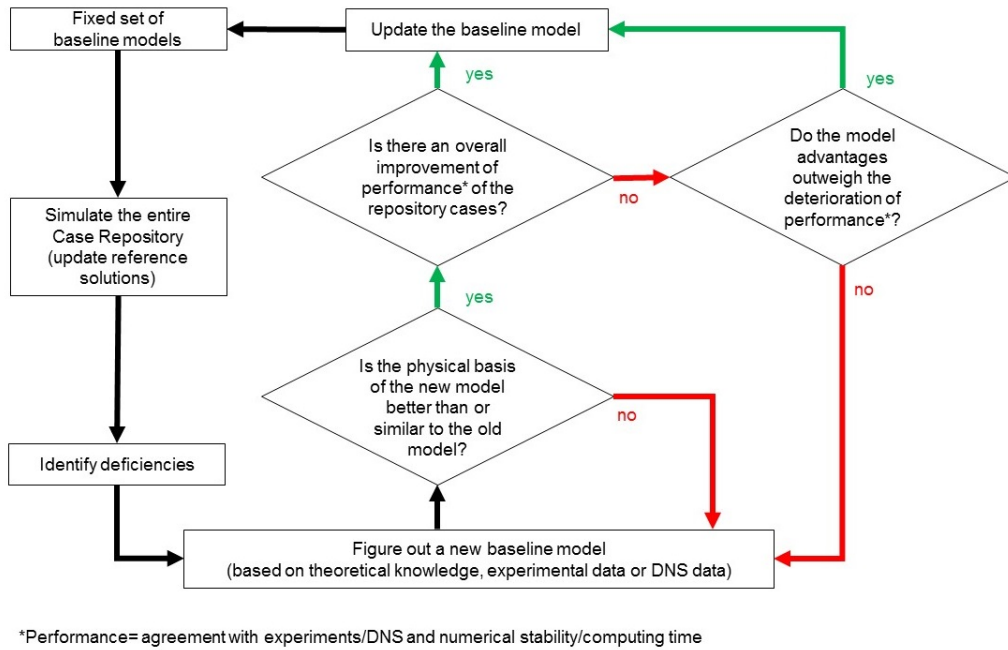 Fixed set of
baseline models
Update the baseline model
yes
yes
Is there an overall
improvement of
performance* of the
repository cases?
no
Do the model
advantages
outweigh the
deterioration of
performance*?
Simulate the entire
Case Repository
(update reference
solutions)
yes
no
Is the physical basis
of the new model
better than or
similar to the old
model?
no
Identify deficiencies
Figure out a new baseline model
(based on theoretical knowledge, experimental data or DNS data)
*Performance= agreement with experiments/DNS and numerical stability/computing time